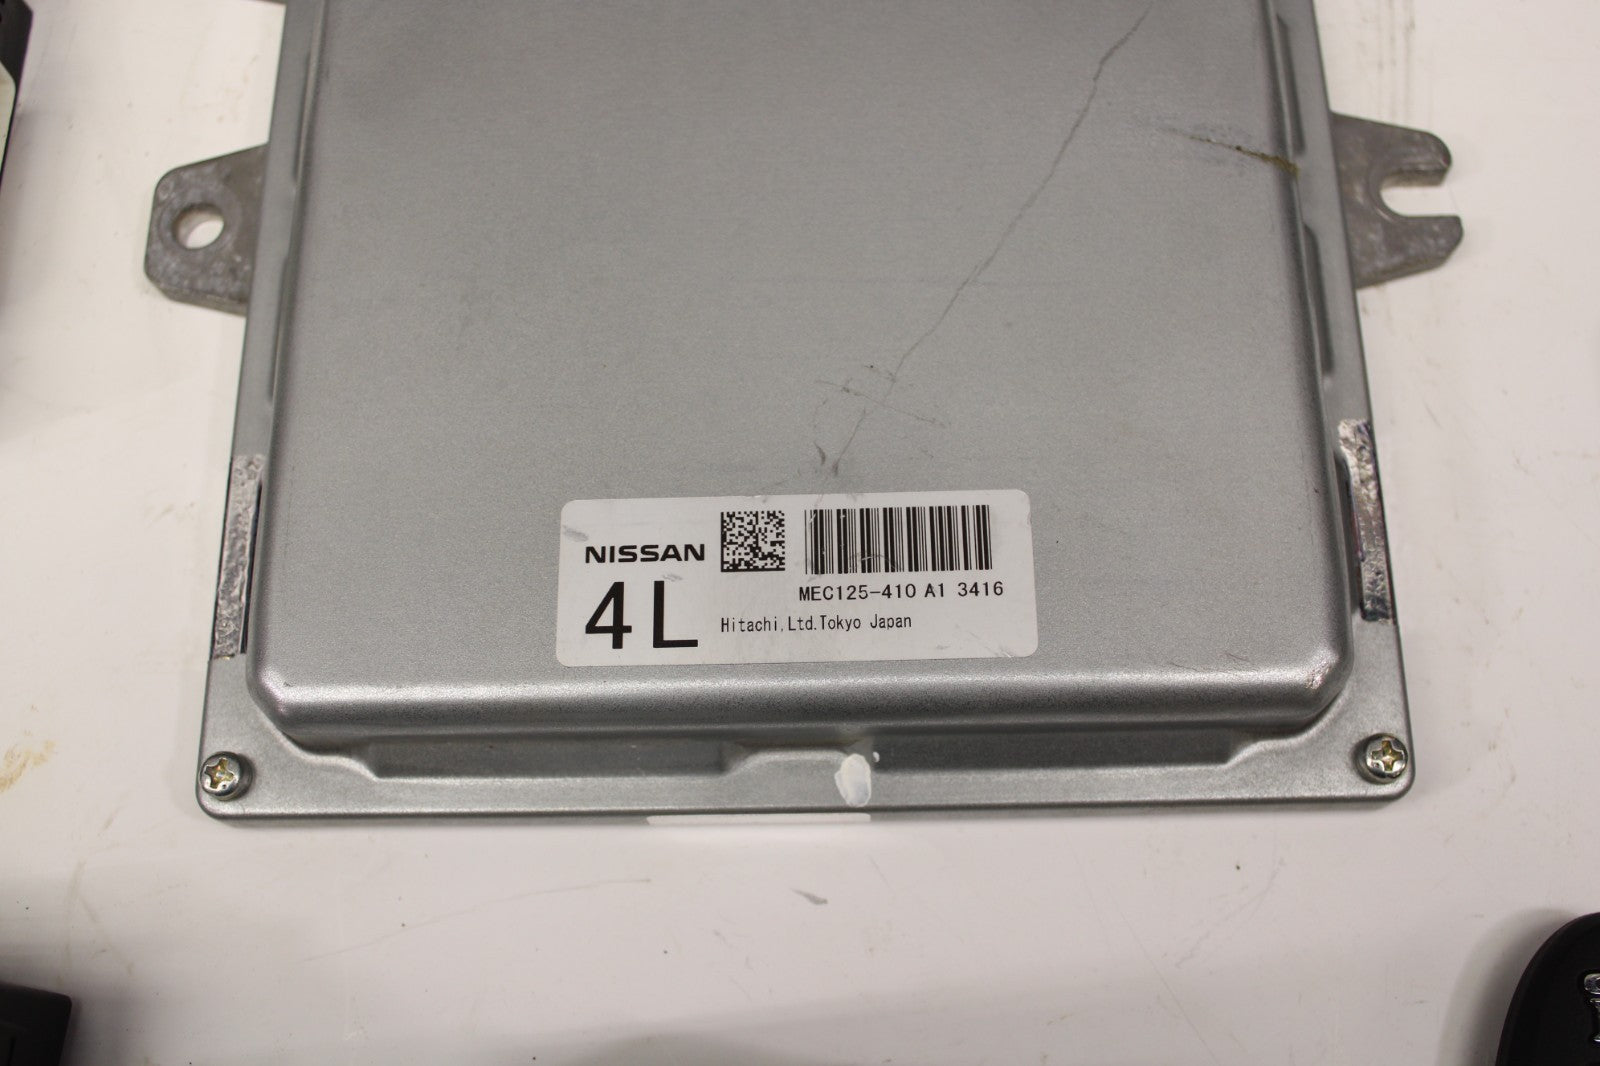 NISSAN
4L
MEC125-410 A1 3416
Hitachi,Ltd.Tokyo Japan